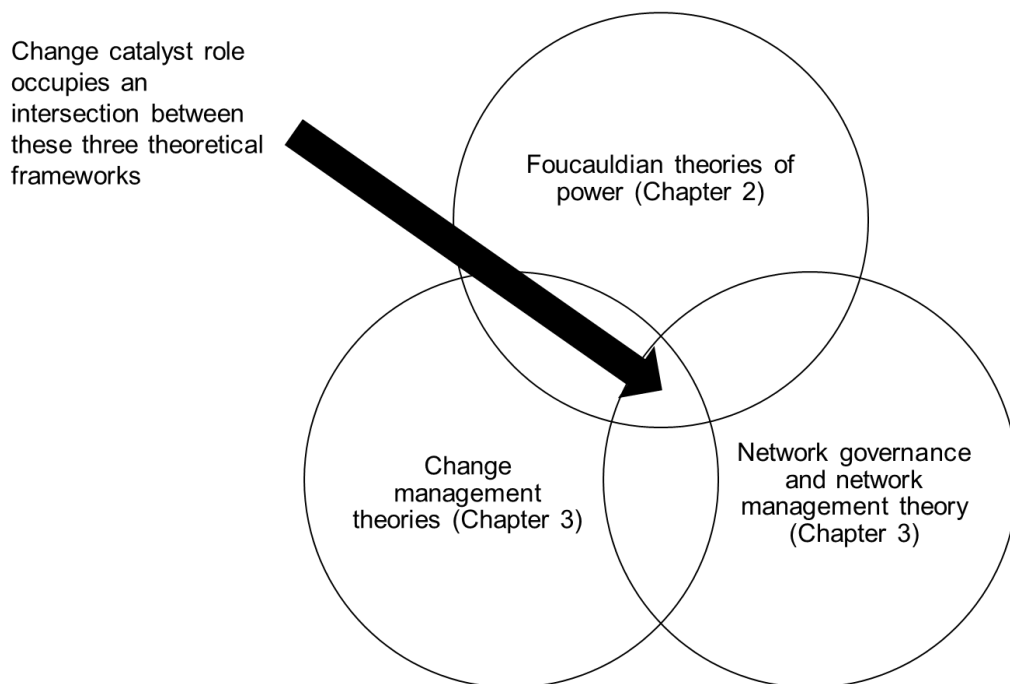 Change catalyst role
occupies an
intersection between
these three theoretical
frameworks
Foucauldian theories of
power (Chapter 2)
Change
management
theories (Chapter 3)
Network governance
and network
management theory
(Chapter 3)